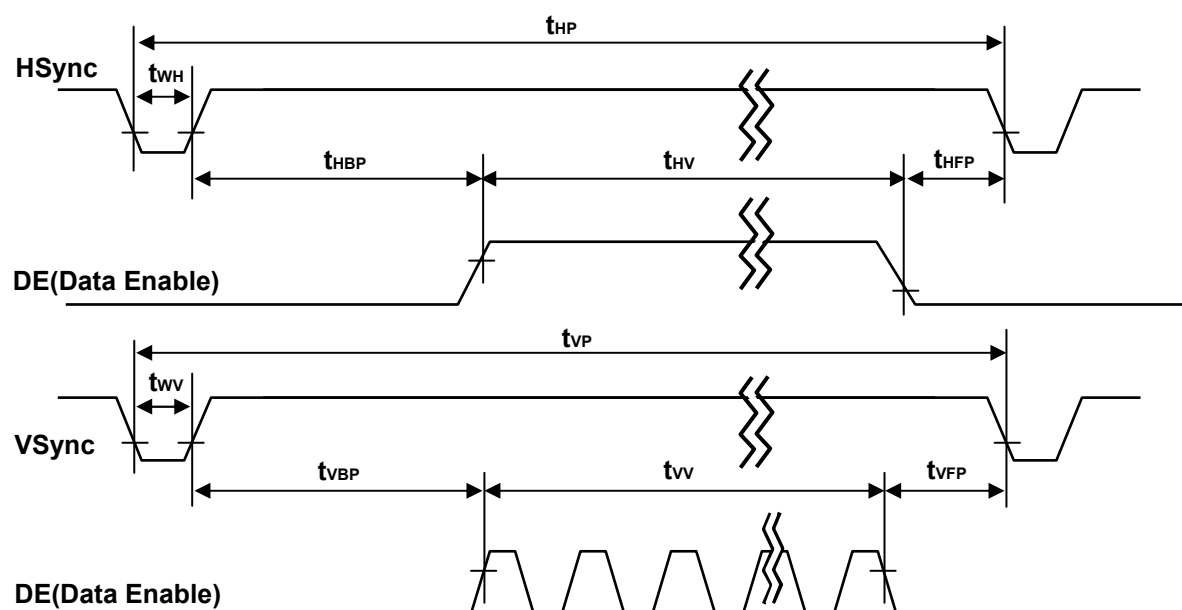 tHP
HSync
tWH
tHBP tHV tHFP
DE(Data Enable)
tVP
tWV
VSync
tVBP tVV tVFP
DE(Data Enable)